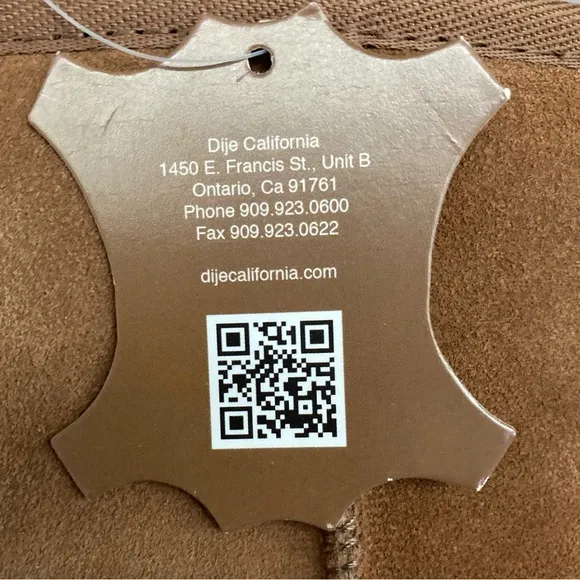 Dije California
1450 E. Francis St., Unit B
Ontario, Ca 91761
Phone 909.923.0600
Fax 909.923.0622
dijecalifornia.com